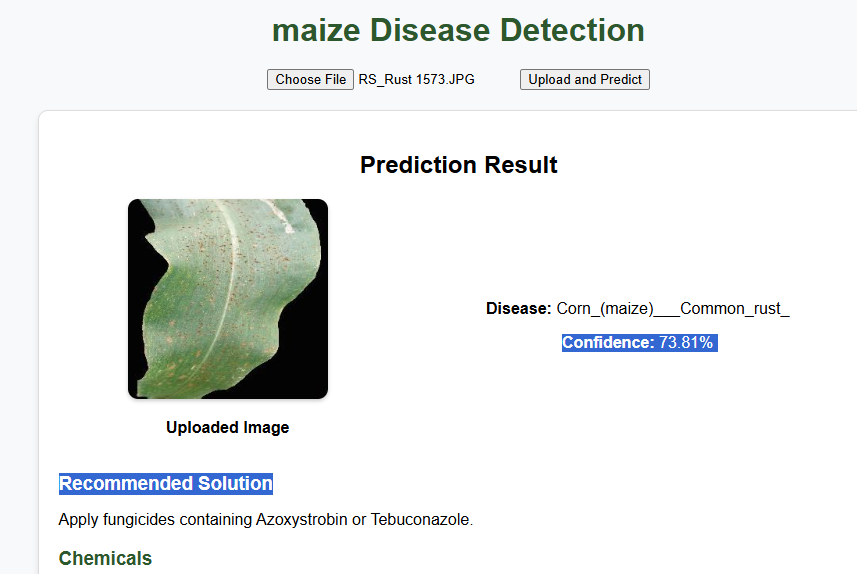 maize Disease Detection
Choose File RS_Rust 1573.JPG Upload and Predict
Prediction Result
Disease: Corn_(maize)___Common_rust_
Confidence: 73.81%
Uploaded Image
Recommended Solution
Apply fungicides containing Azoxystrobin or Tebuconazole.
Chemicals